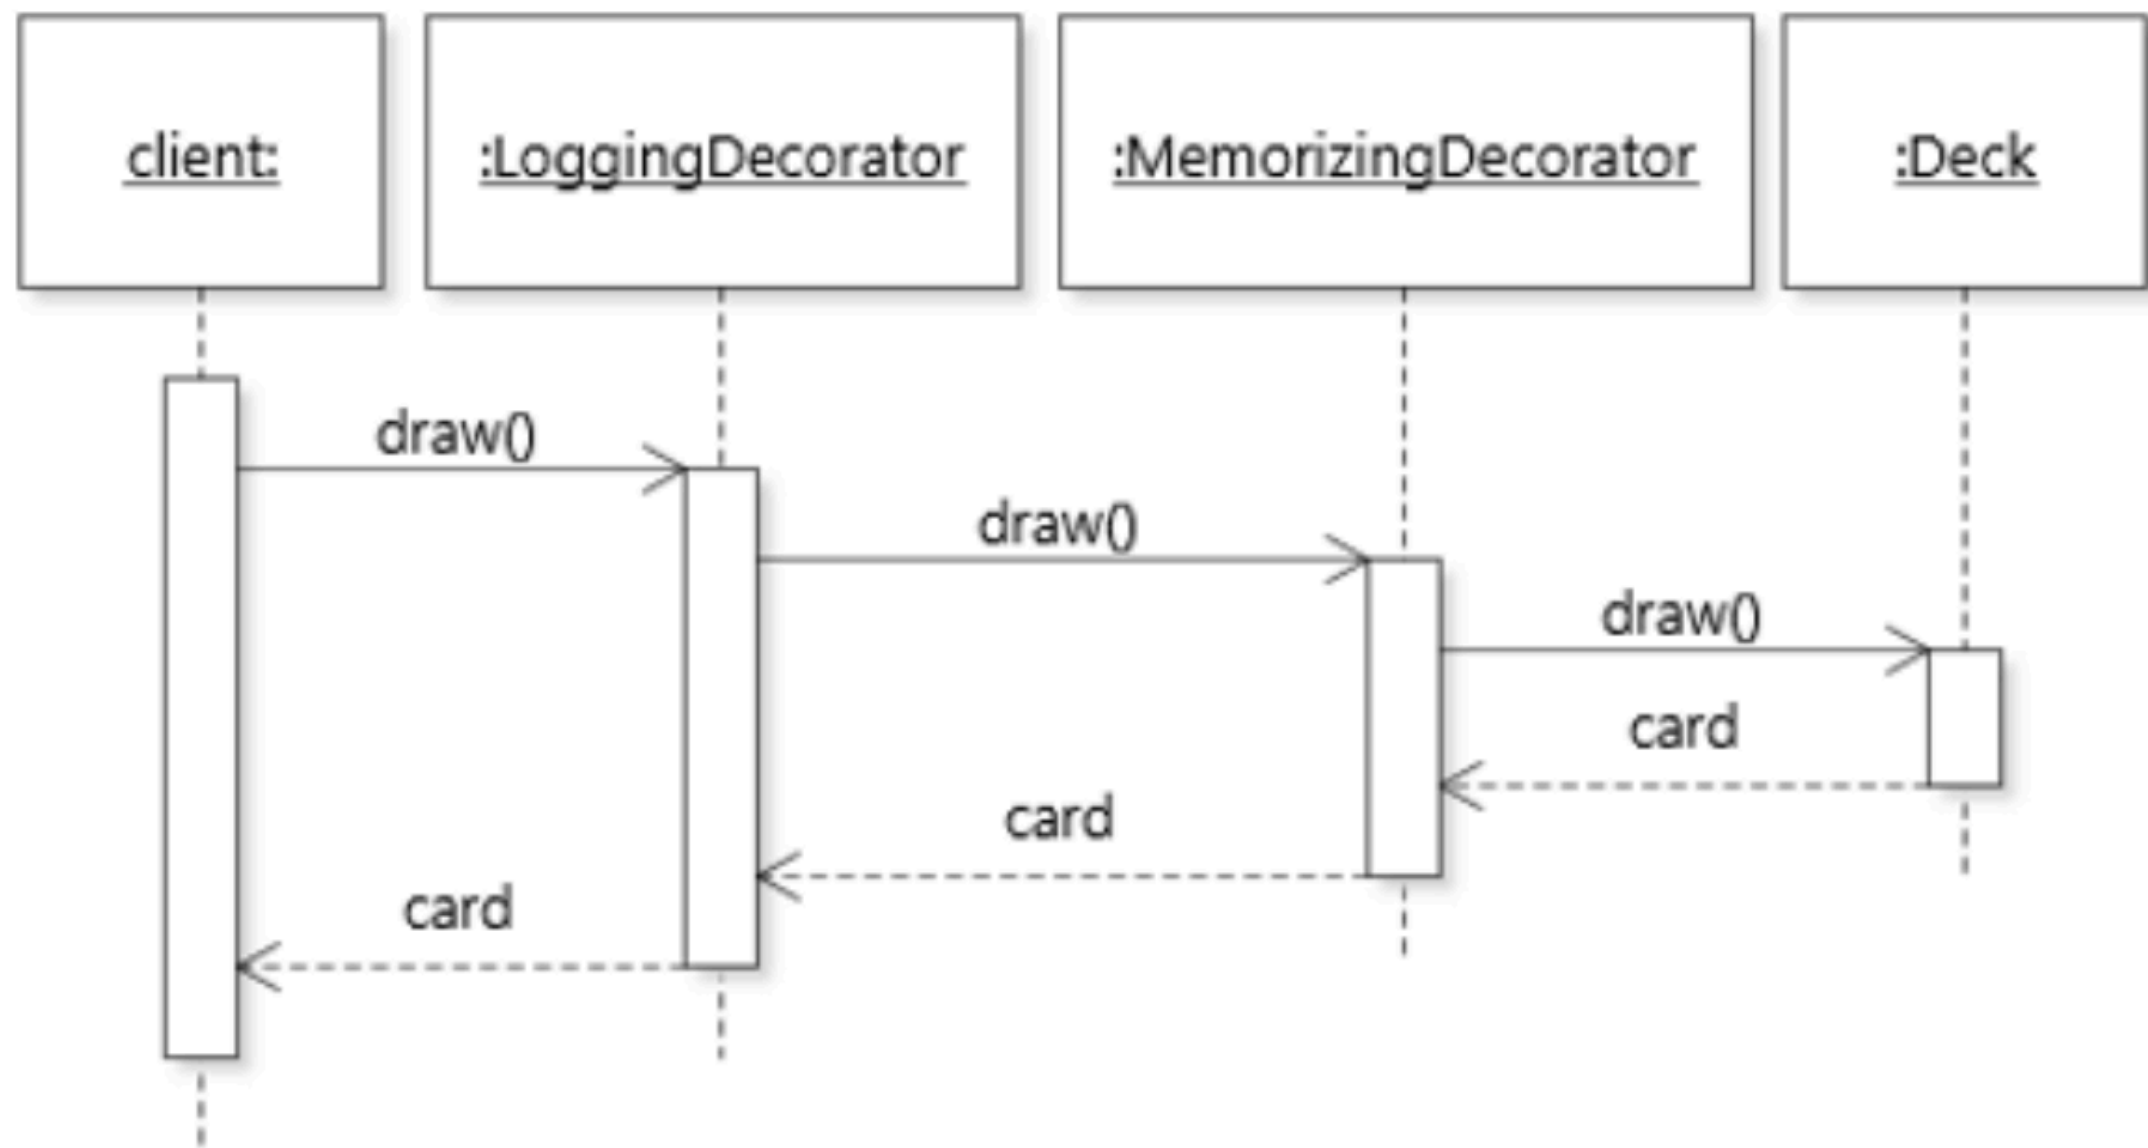 client:
:LoggingDecorator
:MemorizingDecorator
:Deck
draw()
draw()
draw()
card
card
card